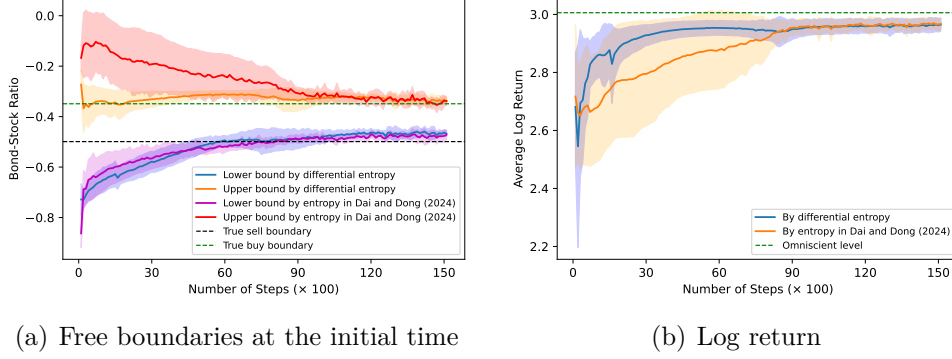 0.0
−0.2
−0.4
−0.6
−0.8
Bond-Stock Ratio
Lower bound by differential entropy
Upper bound by differential entropy
Lower bound by entropy in Dai and Dong (2024)
Upper bound by entropy in Dai and Dong (2024)
True sell boundary
True buy boundary
0 30 60 90 120 150
Number of Steps (× 100)
(a) Free boundaries at the initial time
3.0
2.8
2.6
2.4
2.2
Average Log Return
By differential entropy
By entropy in Dai and Dong (2024)
Omniscient level
0 30 60 90 120 150
Number of Steps (× 100)
(b) Log return